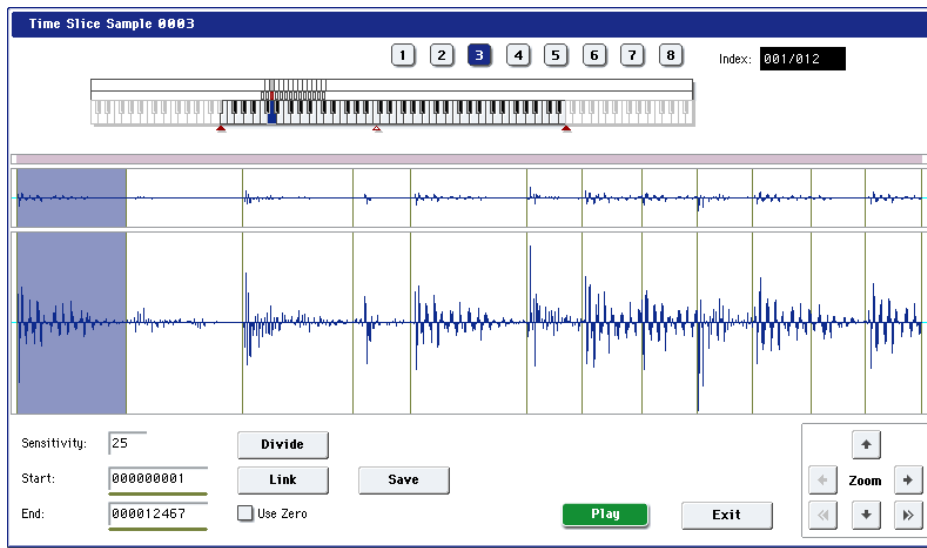 Time Slice Sample 0003
1 2 3 4 5 6 7 8 Index: 001/012
Sensitivity: 25 Divide
Start: 000000001 Link Save Zoom
End: 000012467 Use Zero Play Exit